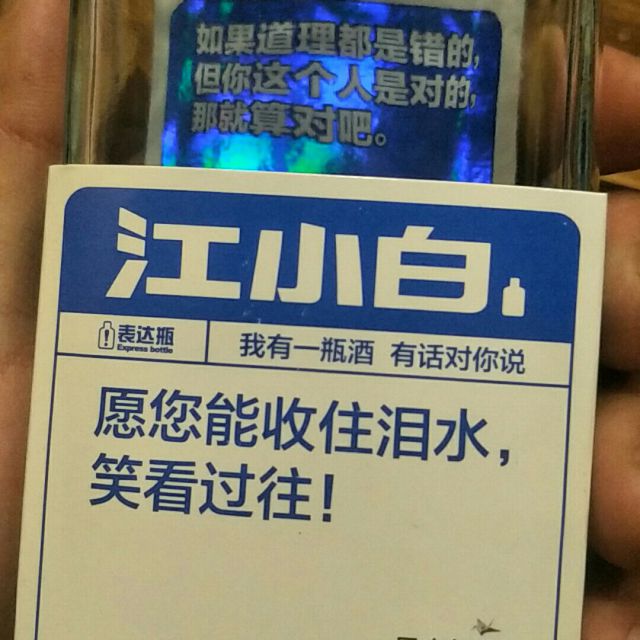 如果道理都是错的,
但你这个人是对的,
那就算对吧。
江小白
表达瓶
Express bottle
我有一瓶酒 有话对你说
愿您能收住泪水，
笑看过往！